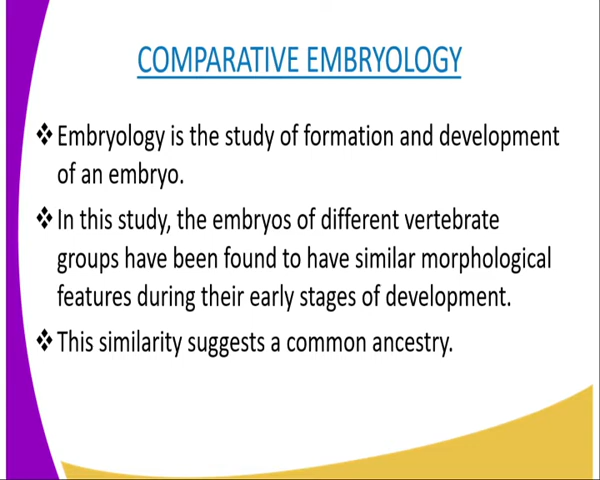 COMPARATIVE EMBRYOLOGY
❖Embryology is the study of formation and development
of an embryo.
❖In this study, the embryos of different vertebrate
groups have been found to have similar morphological
features during their early stages of development.
❖This similarity suggests a common ancestry.